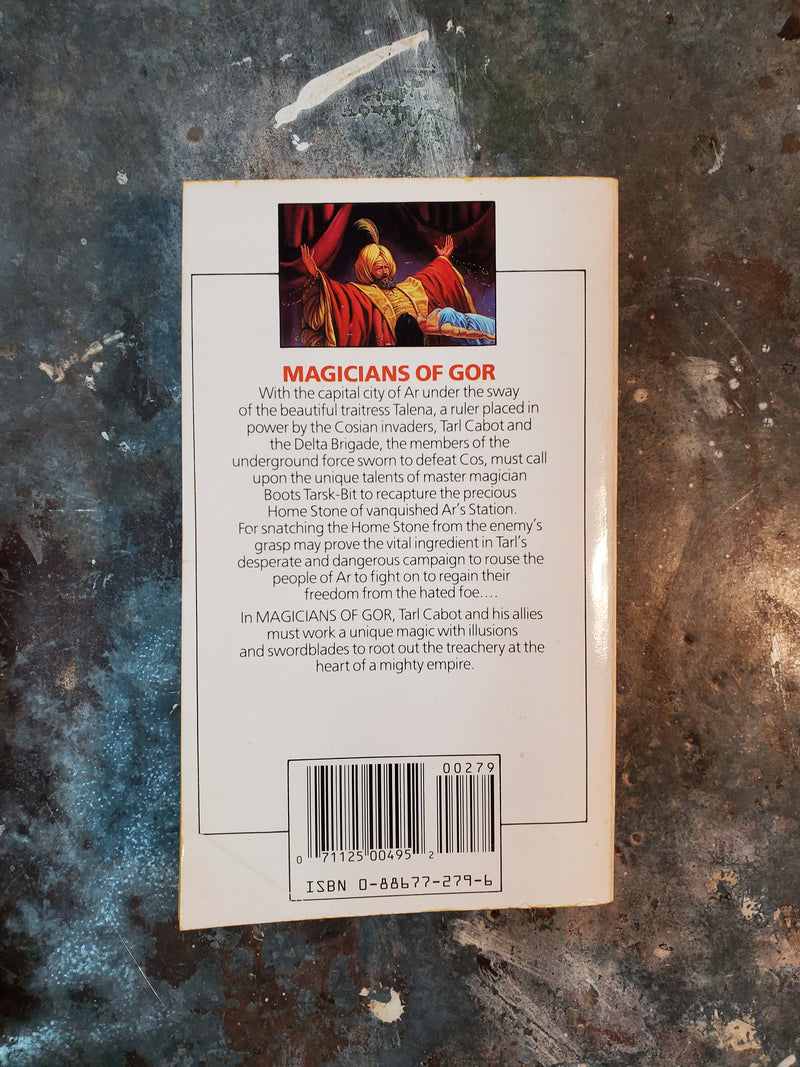 MAGICIANS OF GOR
With the capital city of Ar under the sway
of the beautiful traitress Talena, a ruler placed in
power by the Cosian invaders, Tarl Cabot and
the Delta Brigade, the members of the
underground force sworn to defeat Cos, must call
upon the unique talents of master magician
Boots Tarsk-Bit to recapture the precious
Home Stone of vanquished Ar's Station.
For snatching the Home Stone from the enemy's
grasp may prove the vital ingredient in Tarl's
desperate and dangerous campaign to rouse the
people of Ar to fight on to regain their
freedom from the hated foe....
In MAGICIANS OF GOR, Tarl Cabot and his allies
must work a unique magic with illusions
and swordblades to root out the treachery at the
heart of a mighty empire.
00279
0 71125 00495 2
ISBN 0-88677-279-6